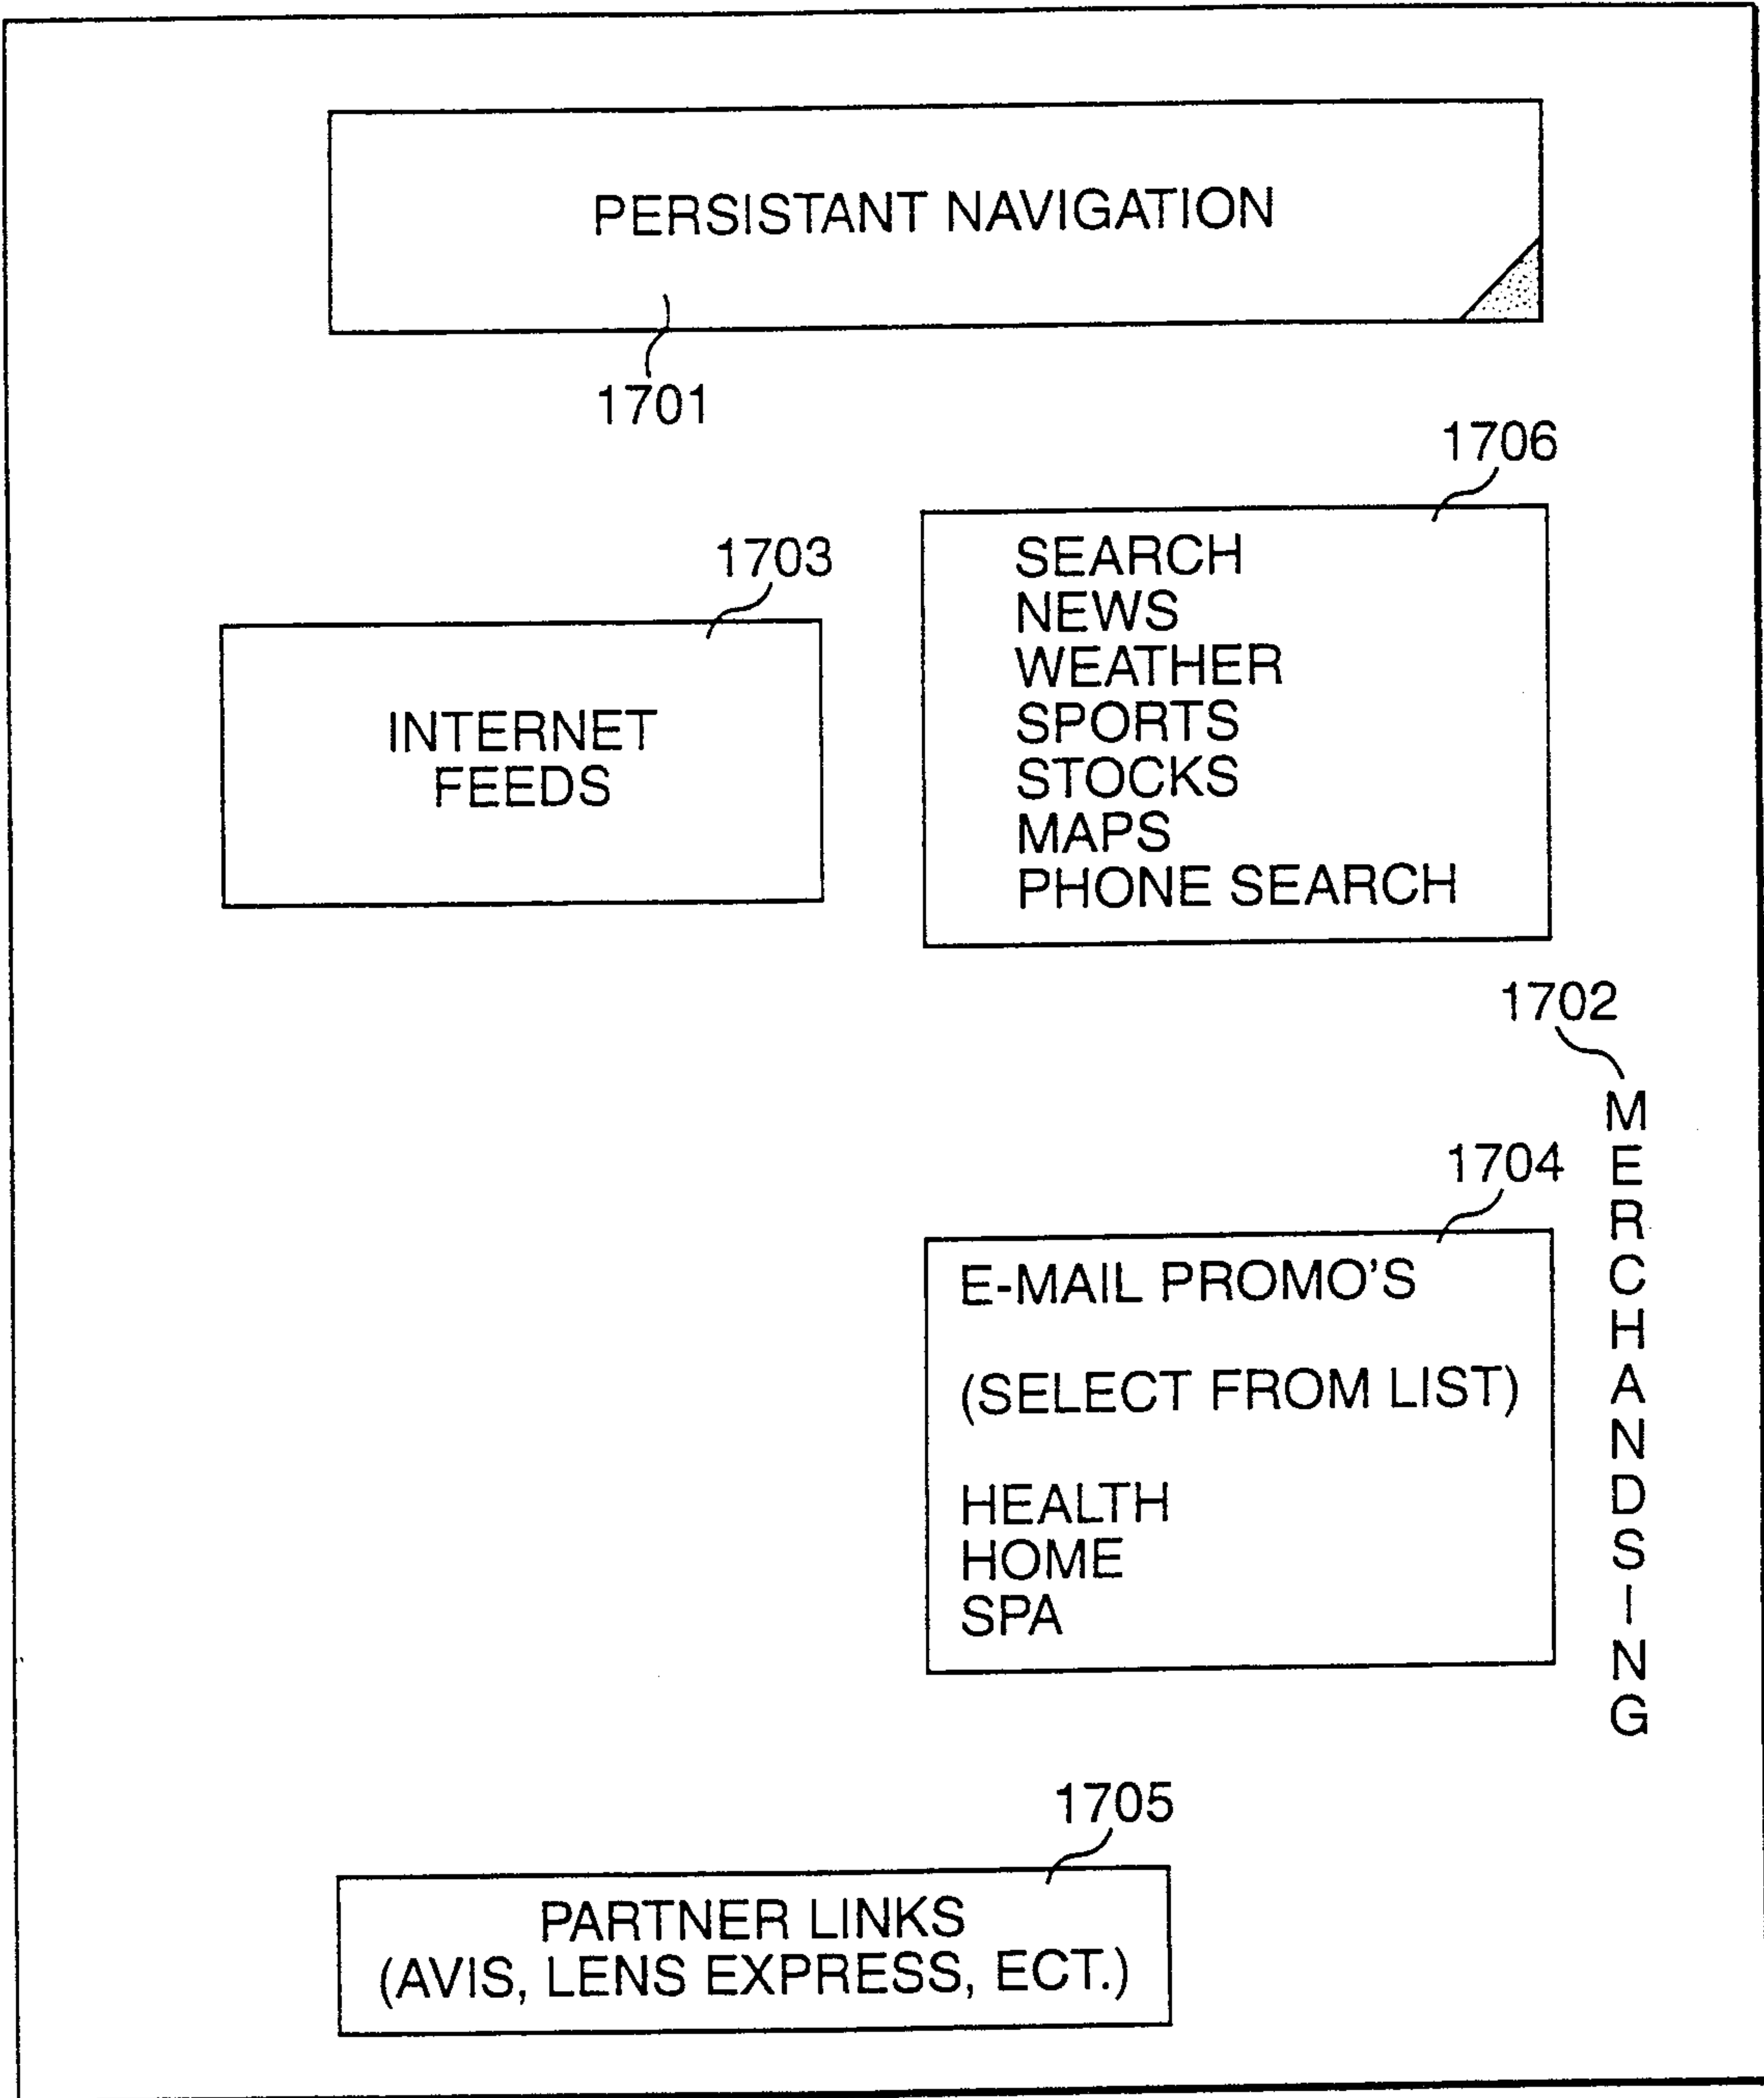 PERSISTANT NAVIGATION
1701
1706
1703
SEARCH
NEWS
WEATHER
SPORTS
STOCKS
MAPS
PHONE SEARCH
INTERNET
FEEDS
1702
MERCHANDSING
1704
E-MAIL PROMO'S
(SELECT FROM LIST)
HEALTH
HOME
SPA
1705
PARTNER LINKS
(AVIS, LENS EXPRESS, ECT.)